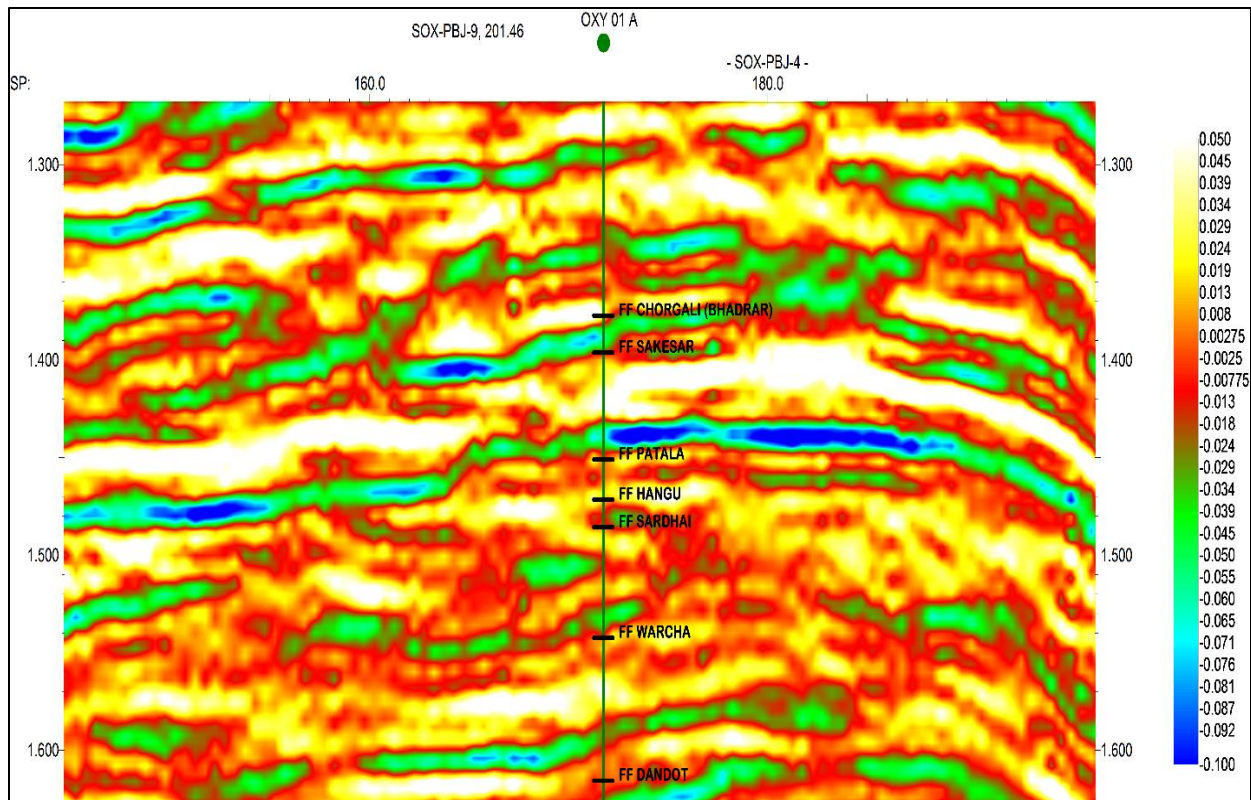 OXY 01 A
SOX-PBJ-9, 201.46
- SOX-PBJ-4 -
SP: 160.0 180.0
1.300 1.300
1.400 1.400
1.500 1.500
1.600 1.600
FF CHORGALI (BHADRAR)
FF SAKESAR
FF PATALA
FF HANGU
FF SARDHAI
FF WARCHA
FF DANDOT
0.050
0.045
0.039
0.034
0.024
0.019
0.013
0.008
0.00275
-0.0025
-0.00775
-0.013
-0.018
-0.024
-0.029
-0.034
-0.039
-0.045
-0.050
-0.055
-0.060
-0.065
-0.071
-0.076
-0.081
-0.087
-0.092
-0.100